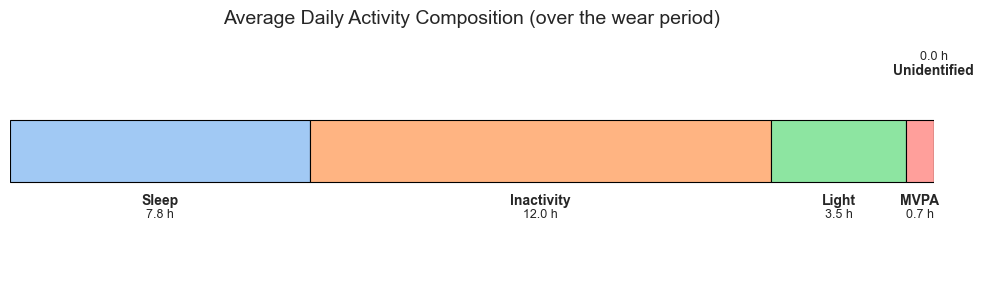 Average Daily Activity Composition (over the wear period)
0.0 h
Unidentified
Sleep
7.8 h
Inactivity
12.0 h
Light
3.5 h
MVPA
0.7 h